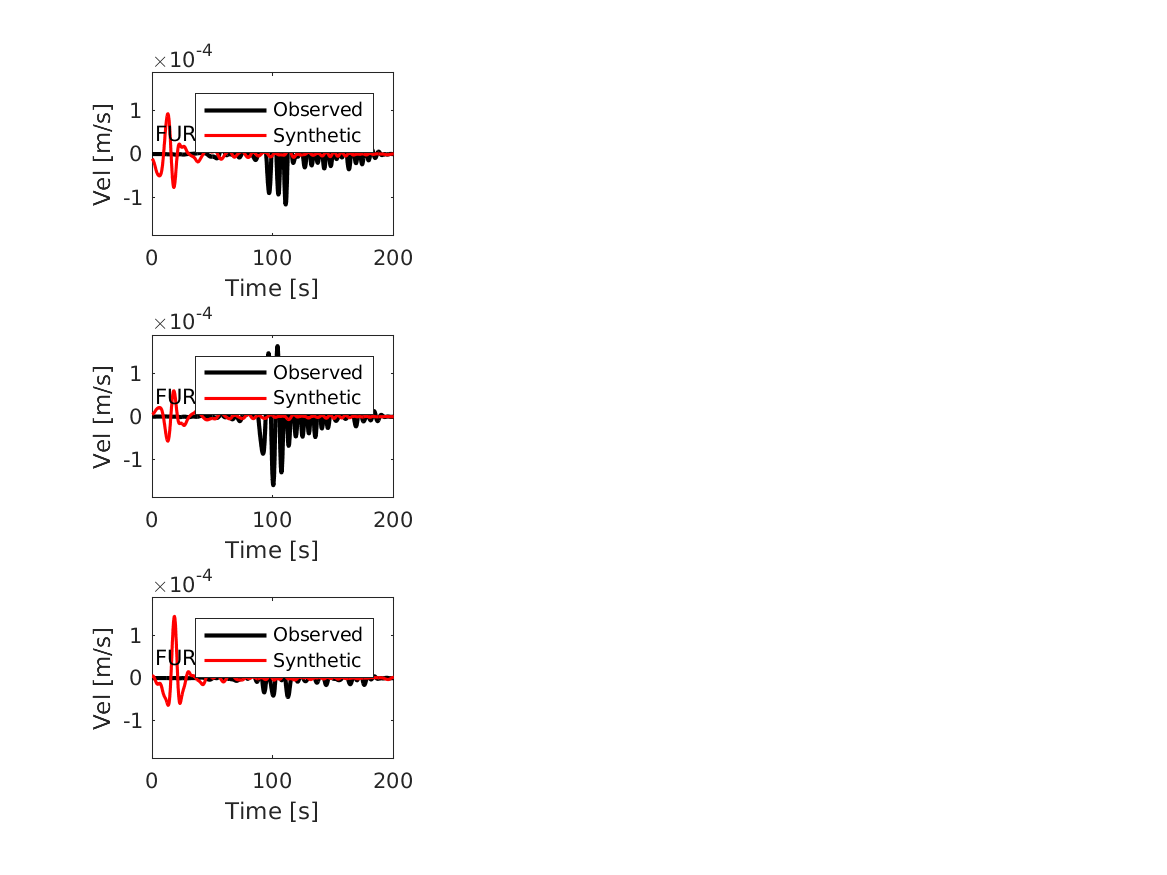 ×10-4
Vel [m/s]
1
0
-1
FUR
Observed
Synthetic
0 100 200
Time [s]
×10-4
Vel [m/s]
1
0
-1
FUR
Observed
Synthetic
0 100 200
Time [s]
×10-4
Vel [m/s]
1
0
-1
FUR
Observed
Synthetic
0 100 200
Time [s]